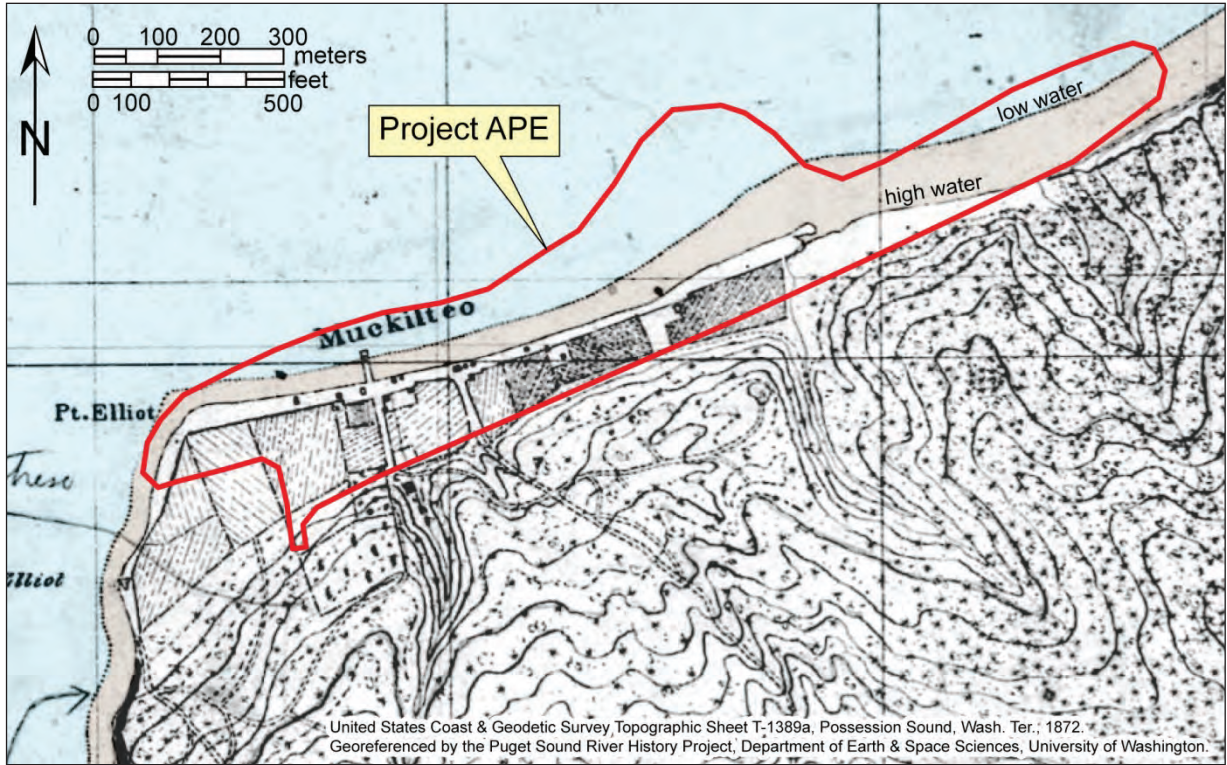 0 100 200 300
meters
feet
0 100 500
N
Project APE
low water
high water
Muckilteo
Pt. Elliot
these
Elliot
United States Coast & Geodetic Survey Topographic Sheet T-1389a, Possession Sound, Wash. Ter., 1872.
Georeferenced by the Puget Sound River History Project, Department of Earth & Space Sciences, University of Washington.